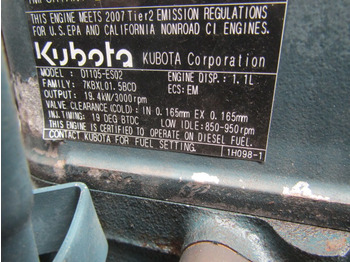 THIS ENGINE MEETS 2007 Tier2 EMISSION REGULATIONS
FOR U.S.EPA AND CALIFORNIA NONROAD CI ENGINES.
Kubota KUBOTA Corporation
MODEL : D1105-ES02 ENGINE DISP.: 1.1L
FAMILY : 7KBXL01.5BCD ECS:EM
OUTPUT : 19.4kW/3000rpm
VALVE CLEARANCE (COLD): IN 0.165mm EX 0.165mm
INJ.TIMING : 19 DEG BTDC LOW IDLE: 850-950rpm
THIS ENGINE IS CERTIFIED TO OPERATE ON DIESEL FUEL.
CONTACT KUBOTA FOR FUEL SETTING. 1H098-1